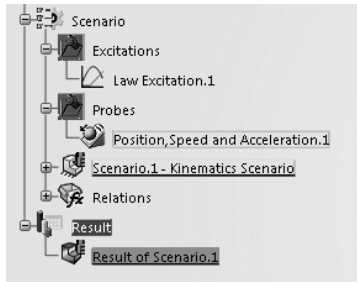 Scenario
Excitations
Law Excitation.1
Probes
Position,Speed and Acceleration.1
Scenario.1 - Kinematics Scenario
Relations
Result
Result of Scenario.1